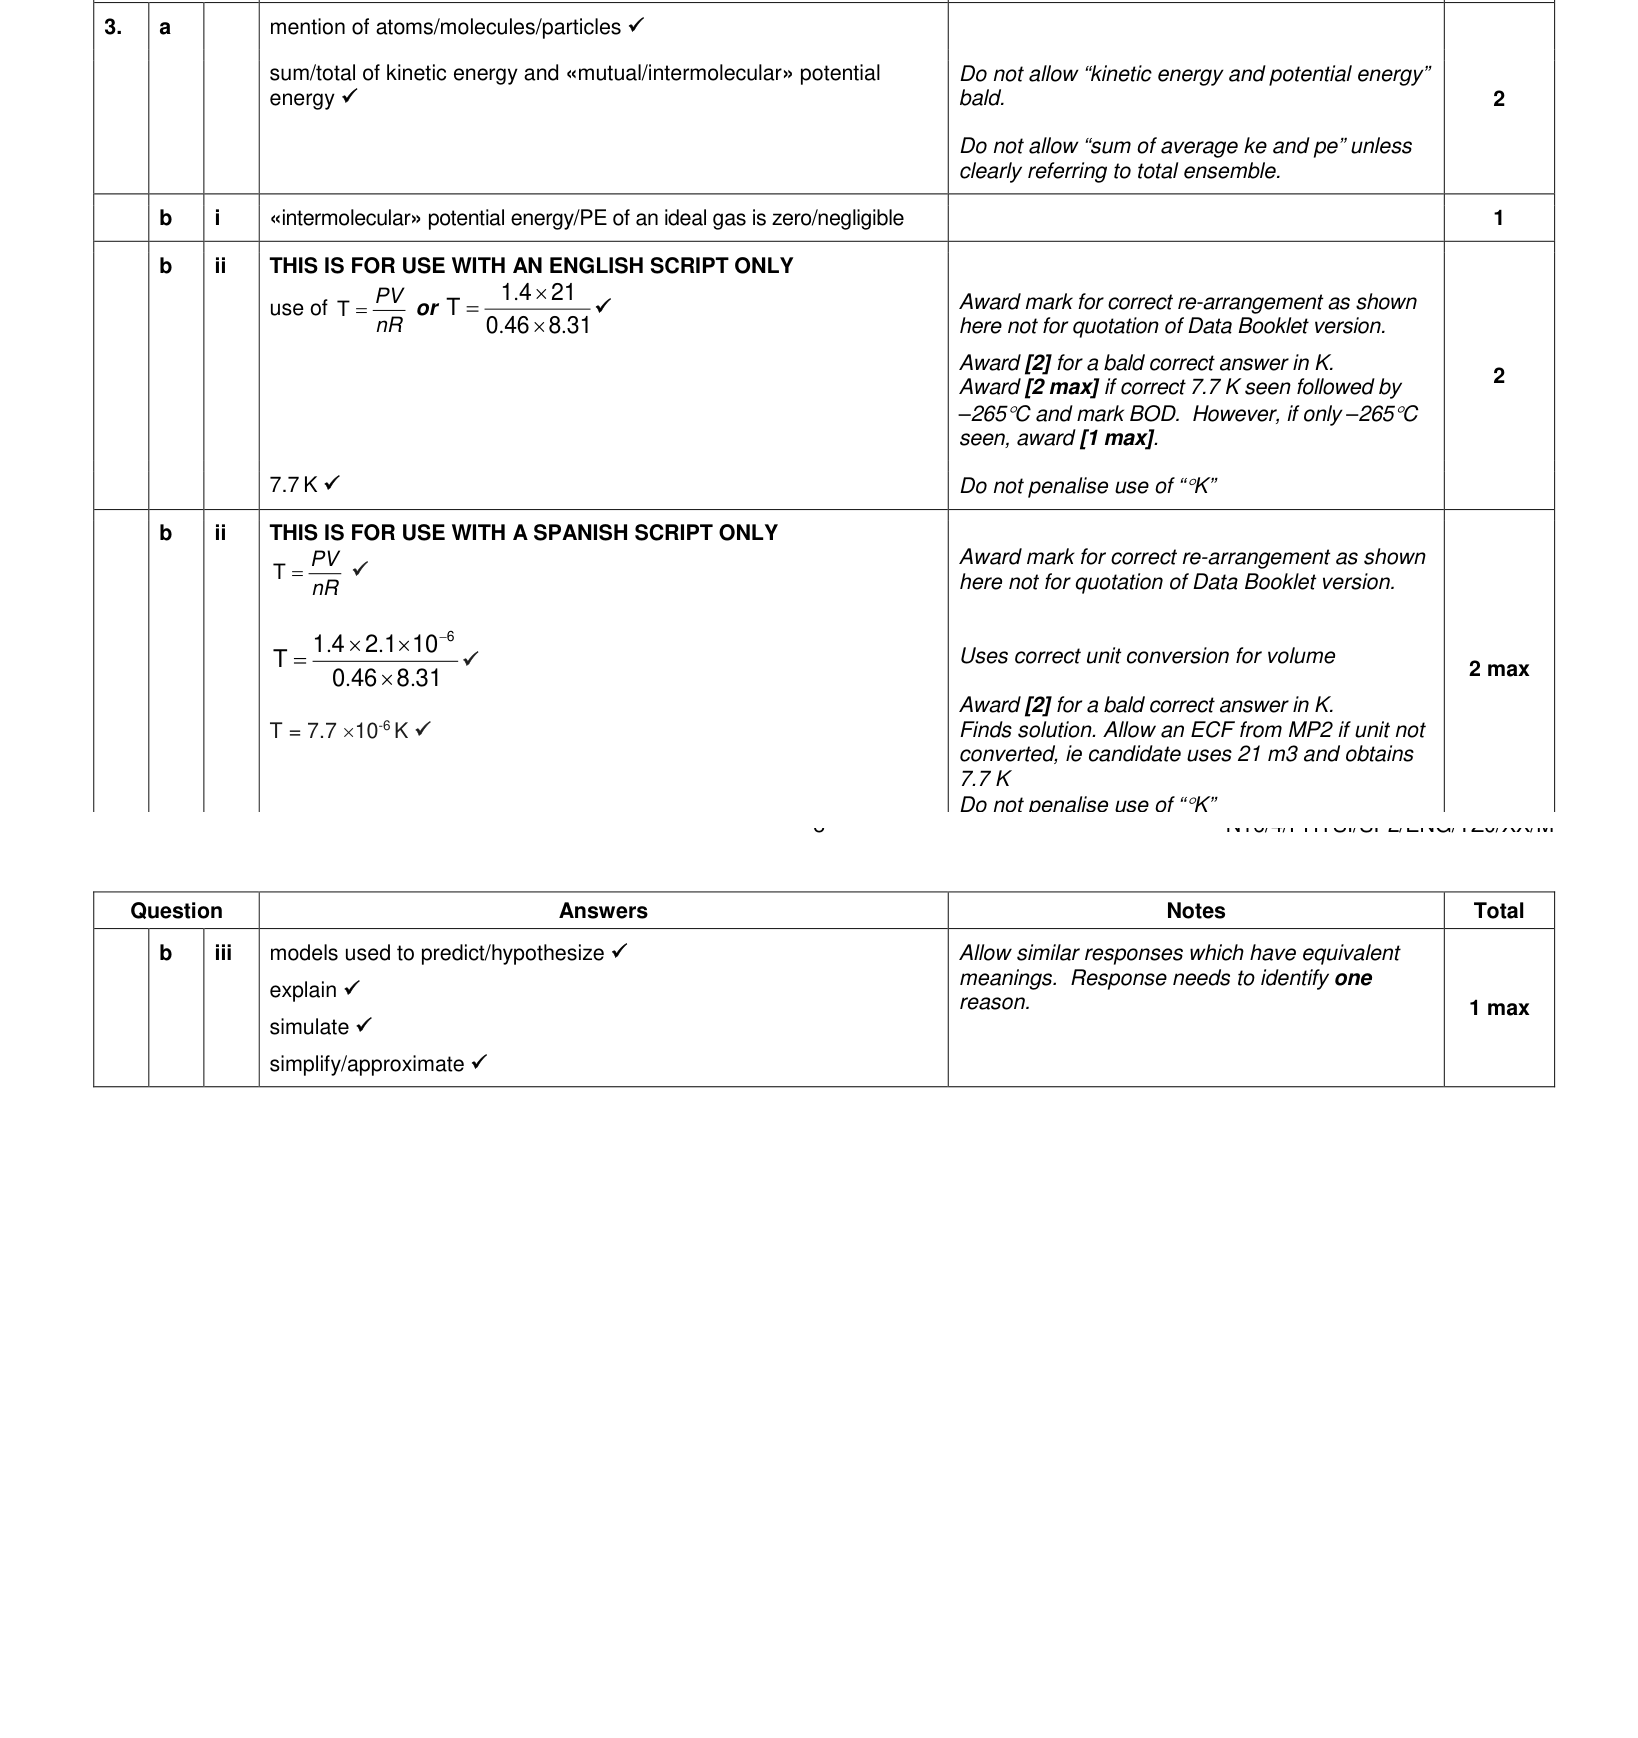 3. a mention of atoms/molecules/particles ✓
sum/total of kinetic energy and «mutual/intermolecular» potential
energy ✓
Do not allow “kinetic energy and potential energy”
bald.
Do not allow “sum of average ke and pe” unless
clearly referring to total ensemble.
2
b i «intermolecular» potential energy/PE of an ideal gas is zero/negligible 1
b ii THIS IS FOR USE WITH AN ENGLISH SCRIPT ONLY
use of T = PV/nR or T = 1.4×21/0.46×8.31 ✓
7.7 K ✓
Award mark for correct re-arrangement as shown
here not for quotation of Data Booklet version.
Award [2] for a bald correct answer in K.
Award [2 max] if correct 7.7 K seen followed by
–265°C and mark BOD. However, if only –265°C
seen, award [1 max].
Do not penalise use of “°K”
2
b ii THIS IS FOR USE WITH A SPANISH SCRIPT ONLY
T = PV/nR ✓
T = 1.4×2.1×10⁻⁶/0.46×8.31 ✓
T = 7.7 ×10⁻⁶ K ✓
Award mark for correct re-arrangement as shown
here not for quotation of Data Booklet version.
Uses correct unit conversion for volume
Award [2] for a bald correct answer in K.
Finds solution. Allow an ECF from MP2 if unit not
converted, ie candidate uses 21 m3 and obtains
7.7 K
Do not penalise use of “°K”
2 max
Question Answers Notes Total
b iii models used to predict/hypothesize ✓
explain ✓
simulate ✓
simplify/approximate ✓
Allow similar responses which have equivalent
meanings. Response needs to identify one
reason.
1 max